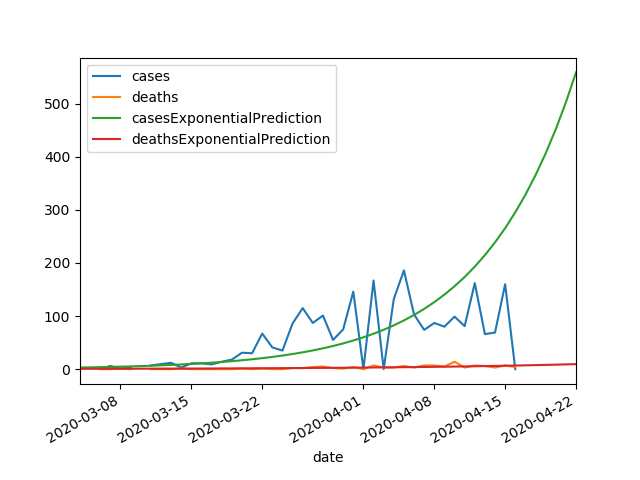 cases
deaths
casesExponentialPrediction
deathsExponentialPrediction
500
400
300
200
100
0
2020-03-08
2020-03-15
2020-03-22
2020-04-01
2020-04-08
2020-04-15
2020-04-22
date